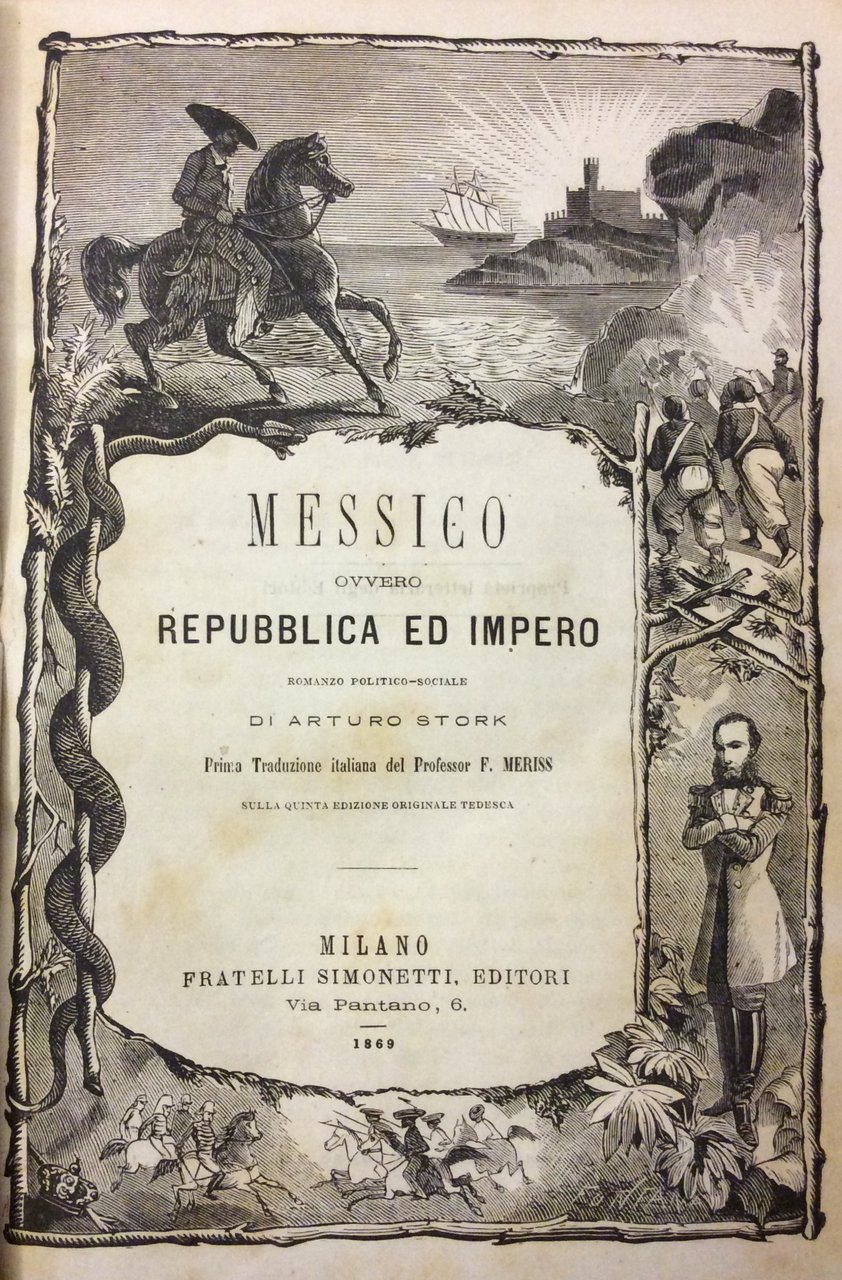 MESSICO
OVVERO
REPUBBLICA ED IMPERO
ROMANZO POLITICO-SOCIALE
DI ARTURO STORK
Prima Traduzione italiana del Professor F. MERISS
SULLA QUINTA EDIZIONE ORIGINALE TEDESCA
MILANO
FRATELLI SIMONETTI, EDITORI
Via Pantano, 6.
1869